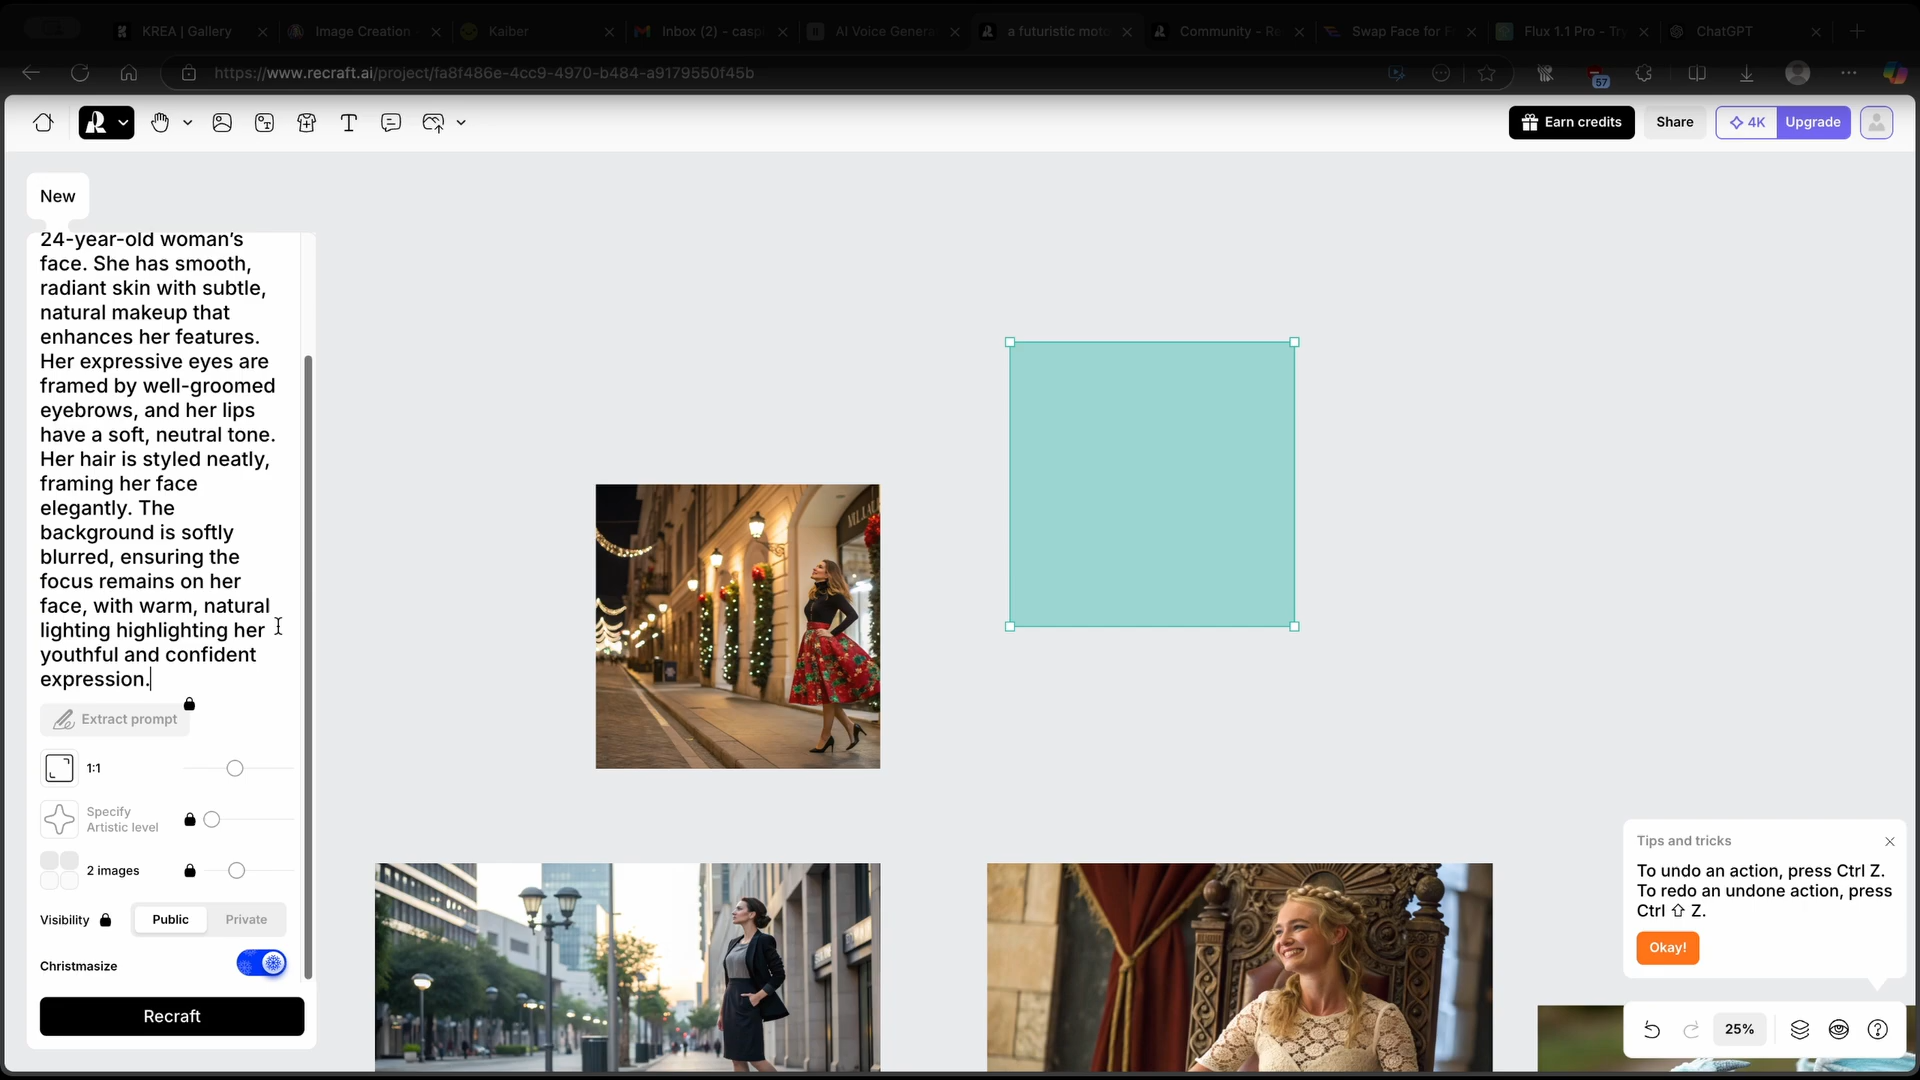 KREA | Gallery
Image Creation
Kaiber
Inbox (2) - casp
AI Voice Genera
a futuristic moto
Community - Re
Swap Face for F
Flux 1.1 Pro - Try
ChatGPT
https://www.recraft.ai/project/fa8f486e-4cc9-4970-b484-a9179550f45b
57
Earn credits
Share
4K
Upgrade
New
24-year-old woman's
face. She has smooth,
radiant skin with subtle,
natural makeup that
enhances her features.
Her expressive eyes are
framed by well-groomed
eyebrows, and her lips
have a soft, neutral tone.
Her hair is styled neatly,
framing her face
elegantly. The
background is softly
blurred, ensuring the
focus remains on her
face, with warm, natural
lighting highlighting her
youthful and confident
expression.
Extract prompt
1:1
Specify
Artistic level
2 images
Visibility
Public
Private
Christmasize
Recraft
Tips and tricks
To undo an action, press Ctrl Z.
To redo an undone action, press
Ctrl ⇧ Z.
Okay!
25%